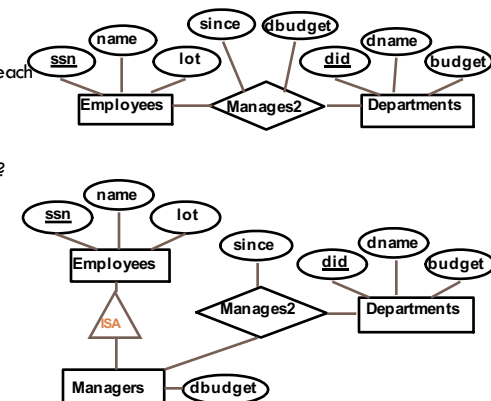 since dbudget
name dname
each ssn lot did budget
Employees Manages2 Departments
?
name
ssn lot since dname
did budget
Employees
Manages2 Departments
ISA
Managers dbudget